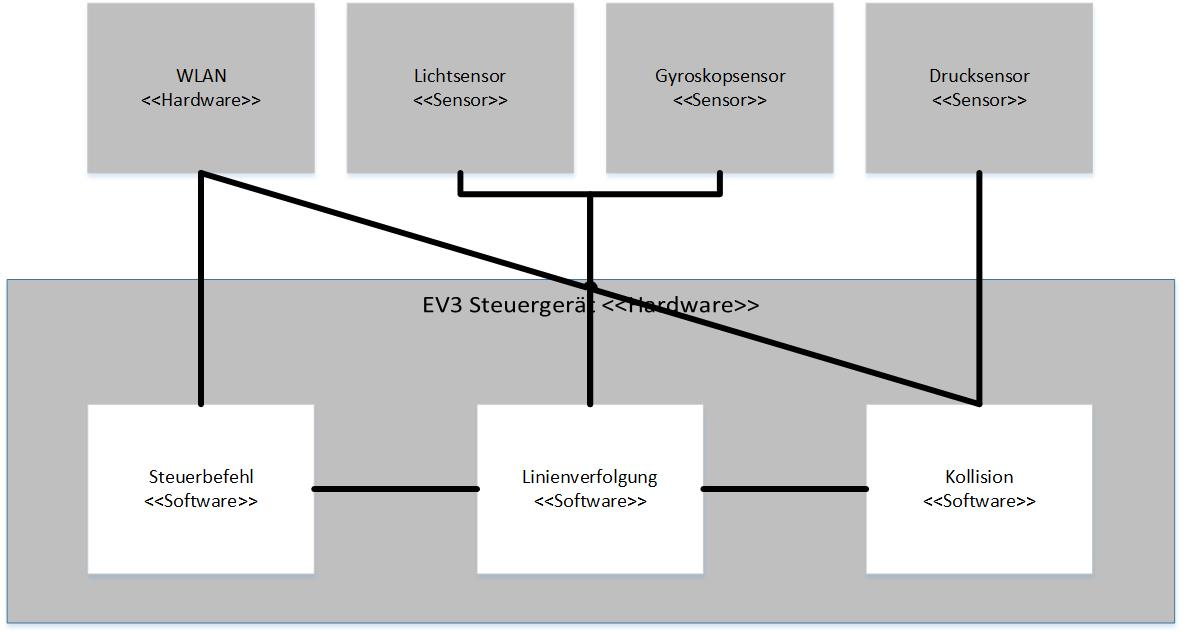 WLAN
<<Hardware>>
Lichtsensor
<<Sensor>>
Gyroskopsensor
<<Sensor>>
Drucksensor
<<Sensor>>
EV3 Steuergerät <<Hardware>>
Steuerbefehl
<<Software>>
Linienverfolgung
<<Software>>
Kollision
<<Software>>